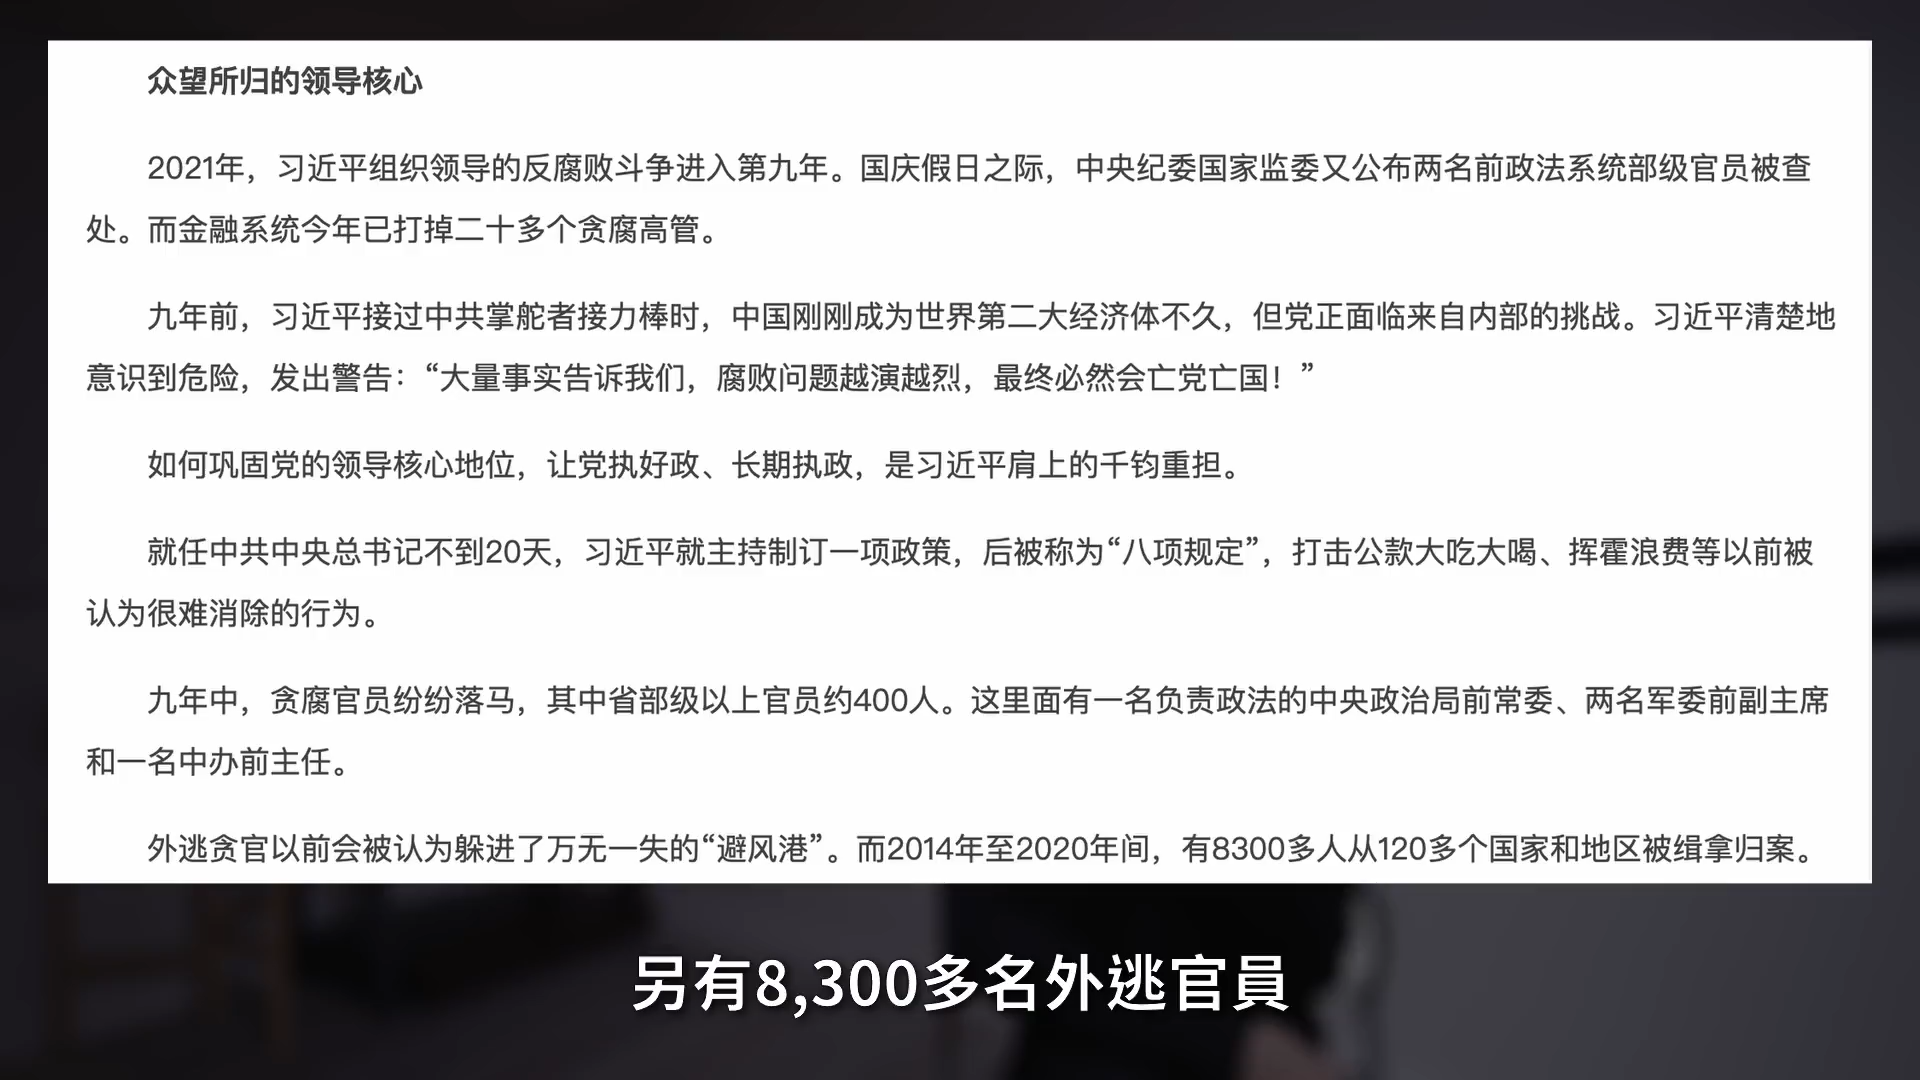 众望所归的领导核心
2021年，习近平组织领导的反腐败斗争进入第九年。国庆假日之际，中央纪委国家监委又公布两名前政法系统部级官员被查
处。而金融系统今年已打掉二十多个贪腐高管。
九年前，习近平接过中共掌舵者接力棒时，中国刚刚成为世界第二大经济体不久，但党正面临来自内部的挑战。习近平清楚地
意识到危险，发出警告：“大量事实告诉我们，腐败问题越演越烈，最终必然会亡党亡国！”
如何巩固党的领导核心地位，让党执好政、长期执政，是习近平肩上的千钧重担。
就任中共中央总书记不到20天，习近平就主持制订一项政策，后被称为“八项规定”，打击公款大吃大喝、挥霍浪费等以前被
认为很难消除的行为。
九年中，贪腐官员纷纷落马，其中省部级以上官员约400人。这里面有一名负责政法的中央政治局前常委、两名军委前副主席
和一名中办前主任。
外逃贪官以前会被认为躲进了万无一失的“避风港”。而2014年至2020年间，有8300多人从120多个国家和地区被缉拿归案。
另有8,300多名外逃官員